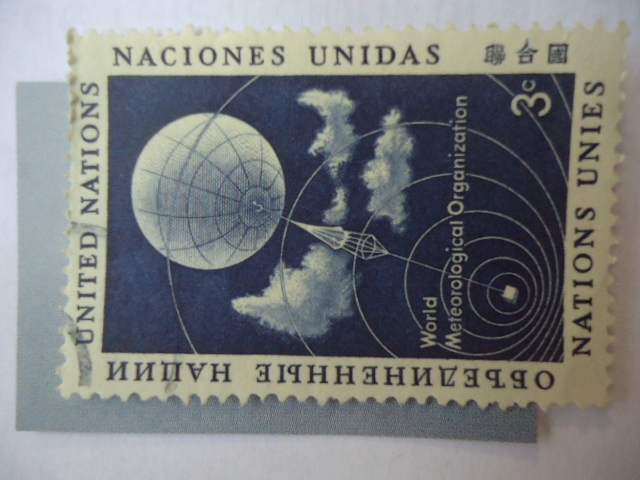 NACIONES UNIDAS 聯合國
UNITED NATIONS
3c
World
Meteorological Organization
NATIONS UNIES
ОБЪЕДИНЕННЫЕ НАЦИИ